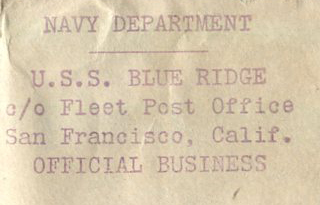 NAVY DEPARTMENT
U.S.S. BLUE RIDGE
c/o Fleet Post Office
San Francisco, Calif.
OFFICIAL BUSINESS